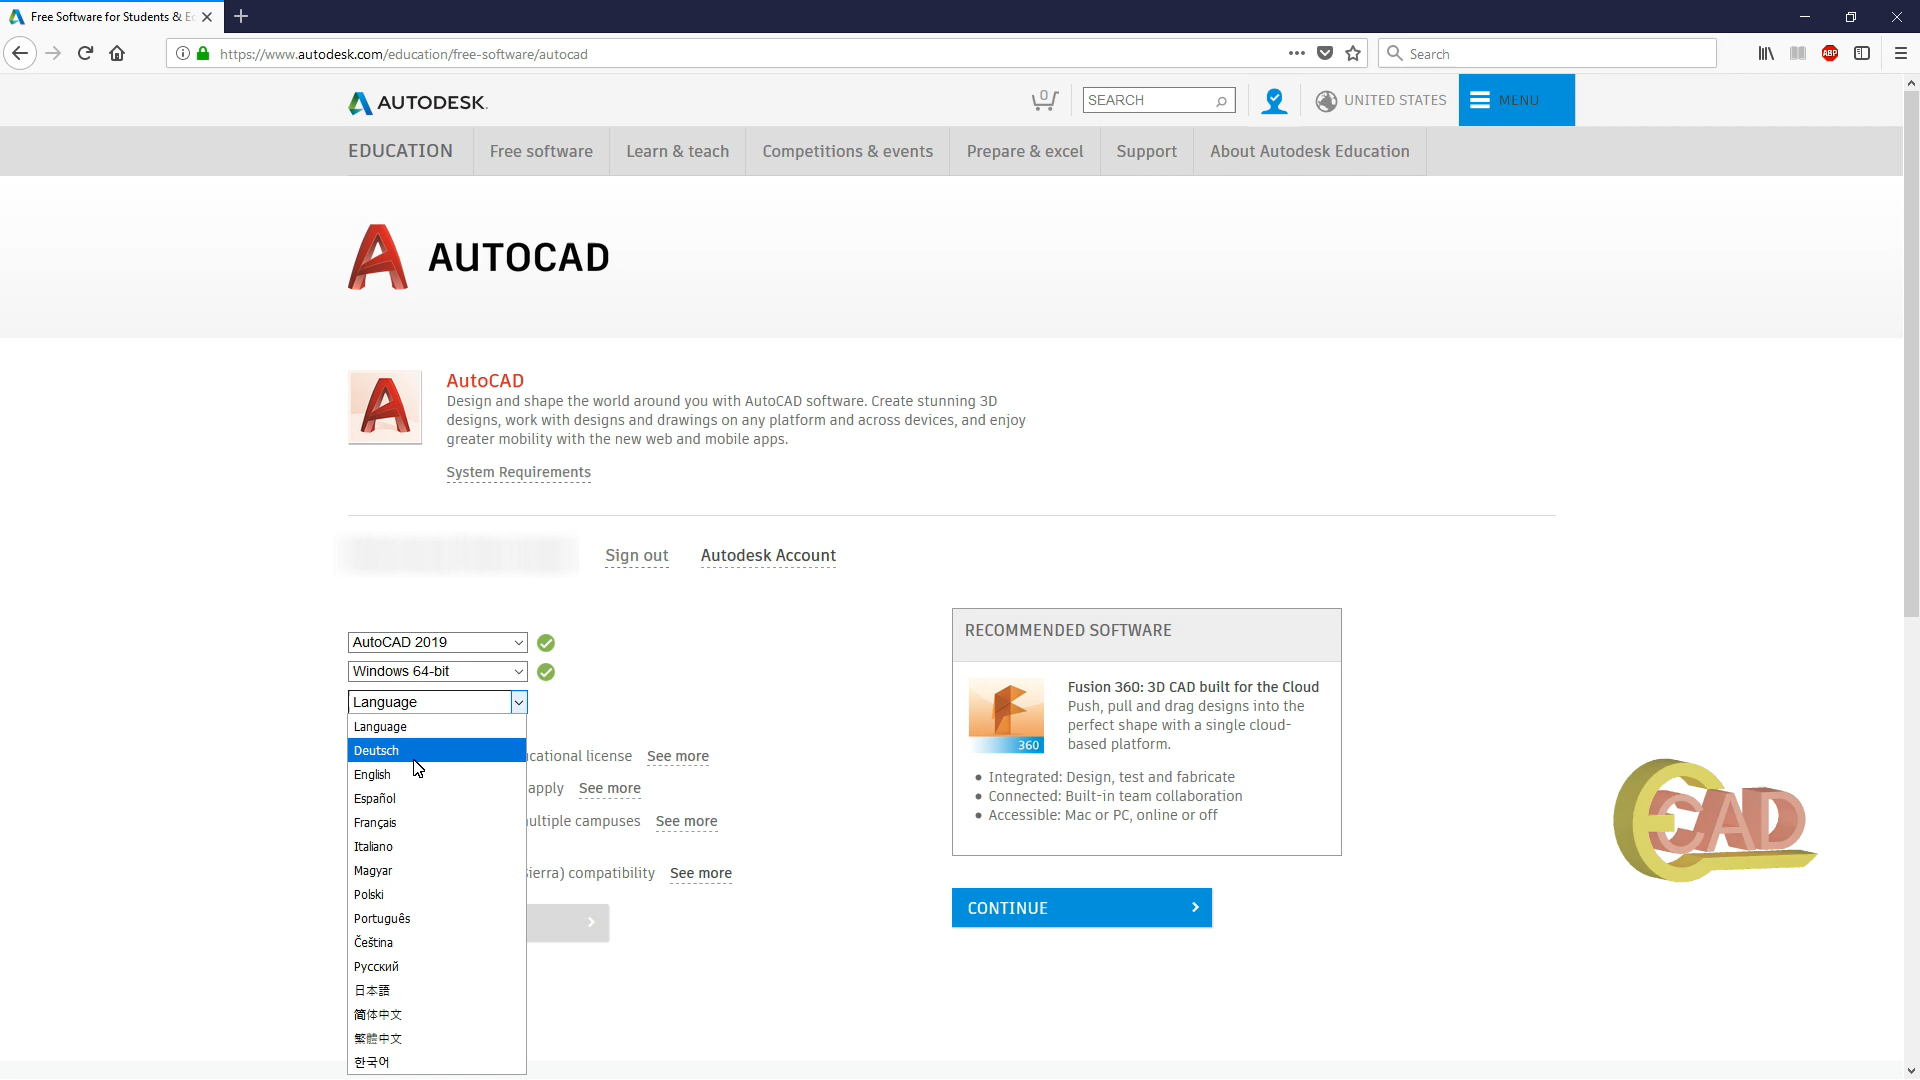 Free Software for Students &
https://www.autodesk.com/education/free-software/autocad
Search
ABP
AUTODESK.
0
SEARCH
UNITED STATES
MENU
EDUCATION
Free software
Learn & teach
Competitions & events
Prepare & excel
Support
About Autodesk Education
AUTOCAD
AutoCAD
Design and shape the world around you with AutoCAD software. Create stunning 3D
designs, work with designs and drawings on any platform and across devices, and enjoy
greater mobility with the new web and mobile apps.
System Requirements
Sign out
Autodesk Account
AutoCAD 2019
Windows 64-bit
Language
Language
Deutsch
English
Español
Français
Italiano
Magyar
Polski
Português
Čeština
Русский
日本語
简体中文
繁體中文
한국어
license See more
apply See more
campuses See more
compatibility See more
RECOMMENDED SOFTWARE
360
Fusion 360: 3D CAD built for the Cloud
Push, pull and drag designs into the
perfect shape with a single cloud-
based platform.
• Integrated: Design, test and fabricate
• Connected: Built-in team collaboration
• Accessible: Mac or PC, online or off
CONTINUE
CAD